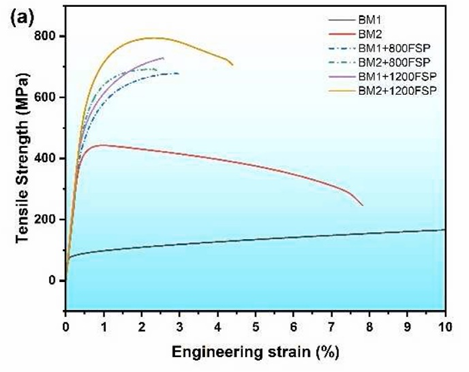 (a)
BM1
BM2
BM1+800FSP
BM2+800FSP
BM1+1200FSP
BM2+1200FSP
Tensile Strength (MPa)
800
600
400
200
0
0 1 2 3 4 5 6 7 8 9 10
Engineering strain (%)